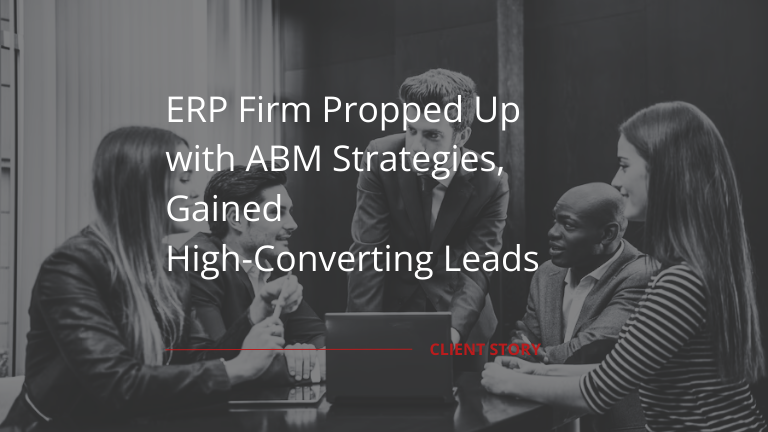 ERP Firm Propped Up
with ABM Strategies,
Gained
High-Converting Leads
CLIENT STORY